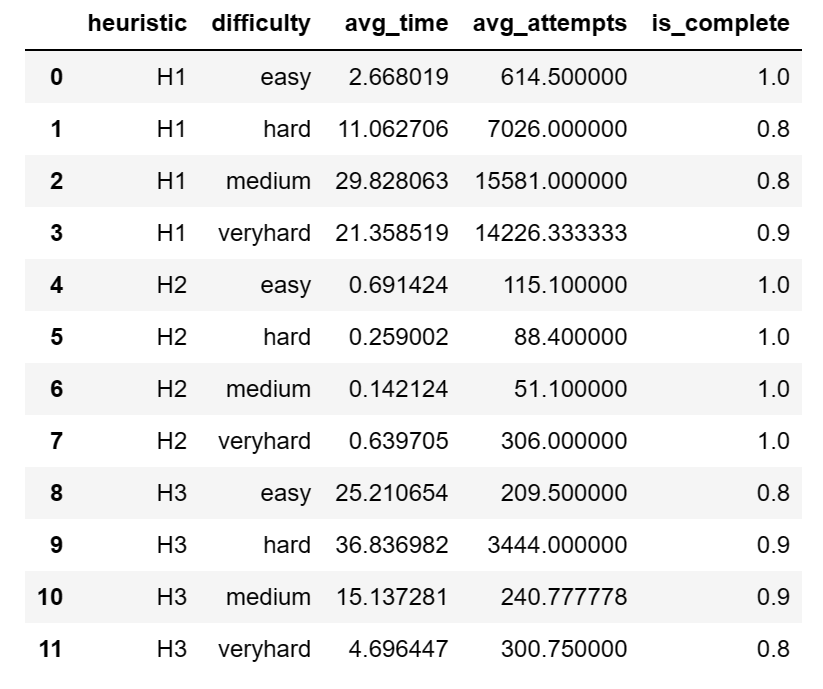 heuristic difficulty avg_time avg_attempts is_complete
0 H1 easy 2.668019 614.500000 1.0
1 H1 hard 11.062706 7026.000000 0.8
2 H1 medium 29.828063 15581.000000 0.8
3 H1 veryhard 21.358519 14226.333333 0.9
4 H2 easy 0.691424 115.100000 1.0
5 H2 hard 0.259002 88.400000 1.0
6 H2 medium 0.142124 51.100000 1.0
7 H2 veryhard 0.639705 306.000000 1.0
8 H3 easy 25.210654 209.500000 0.8
9 H3 hard 36.836982 3444.000000 0.9
10 H3 medium 15.137281 240.777778 0.9
11 H3 veryhard 4.696447 300.750000 0.8